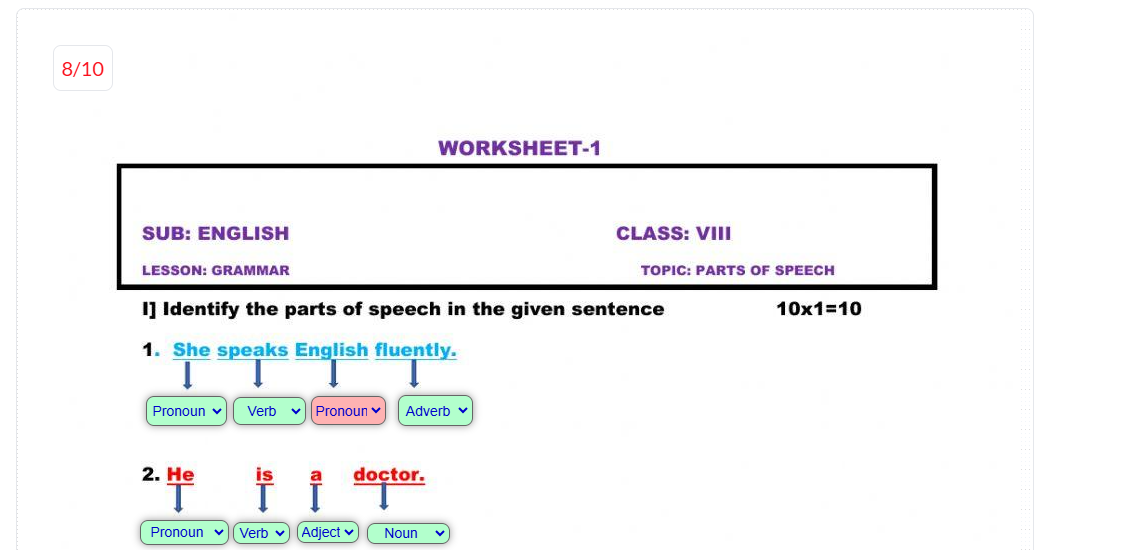 8/10
WORKSHEET-1
SUB: ENGLISH CLASS: VIII
LESSON: GRAMMAR TOPIC: PARTS OF SPEECH
I] Identify the parts of speech in the given sentence 10x1=10
1. She speaks English fluently.
Pronoun Verb Pronoun Adverb
2. He is a doctor.
Pronoun Verb Adject Noun